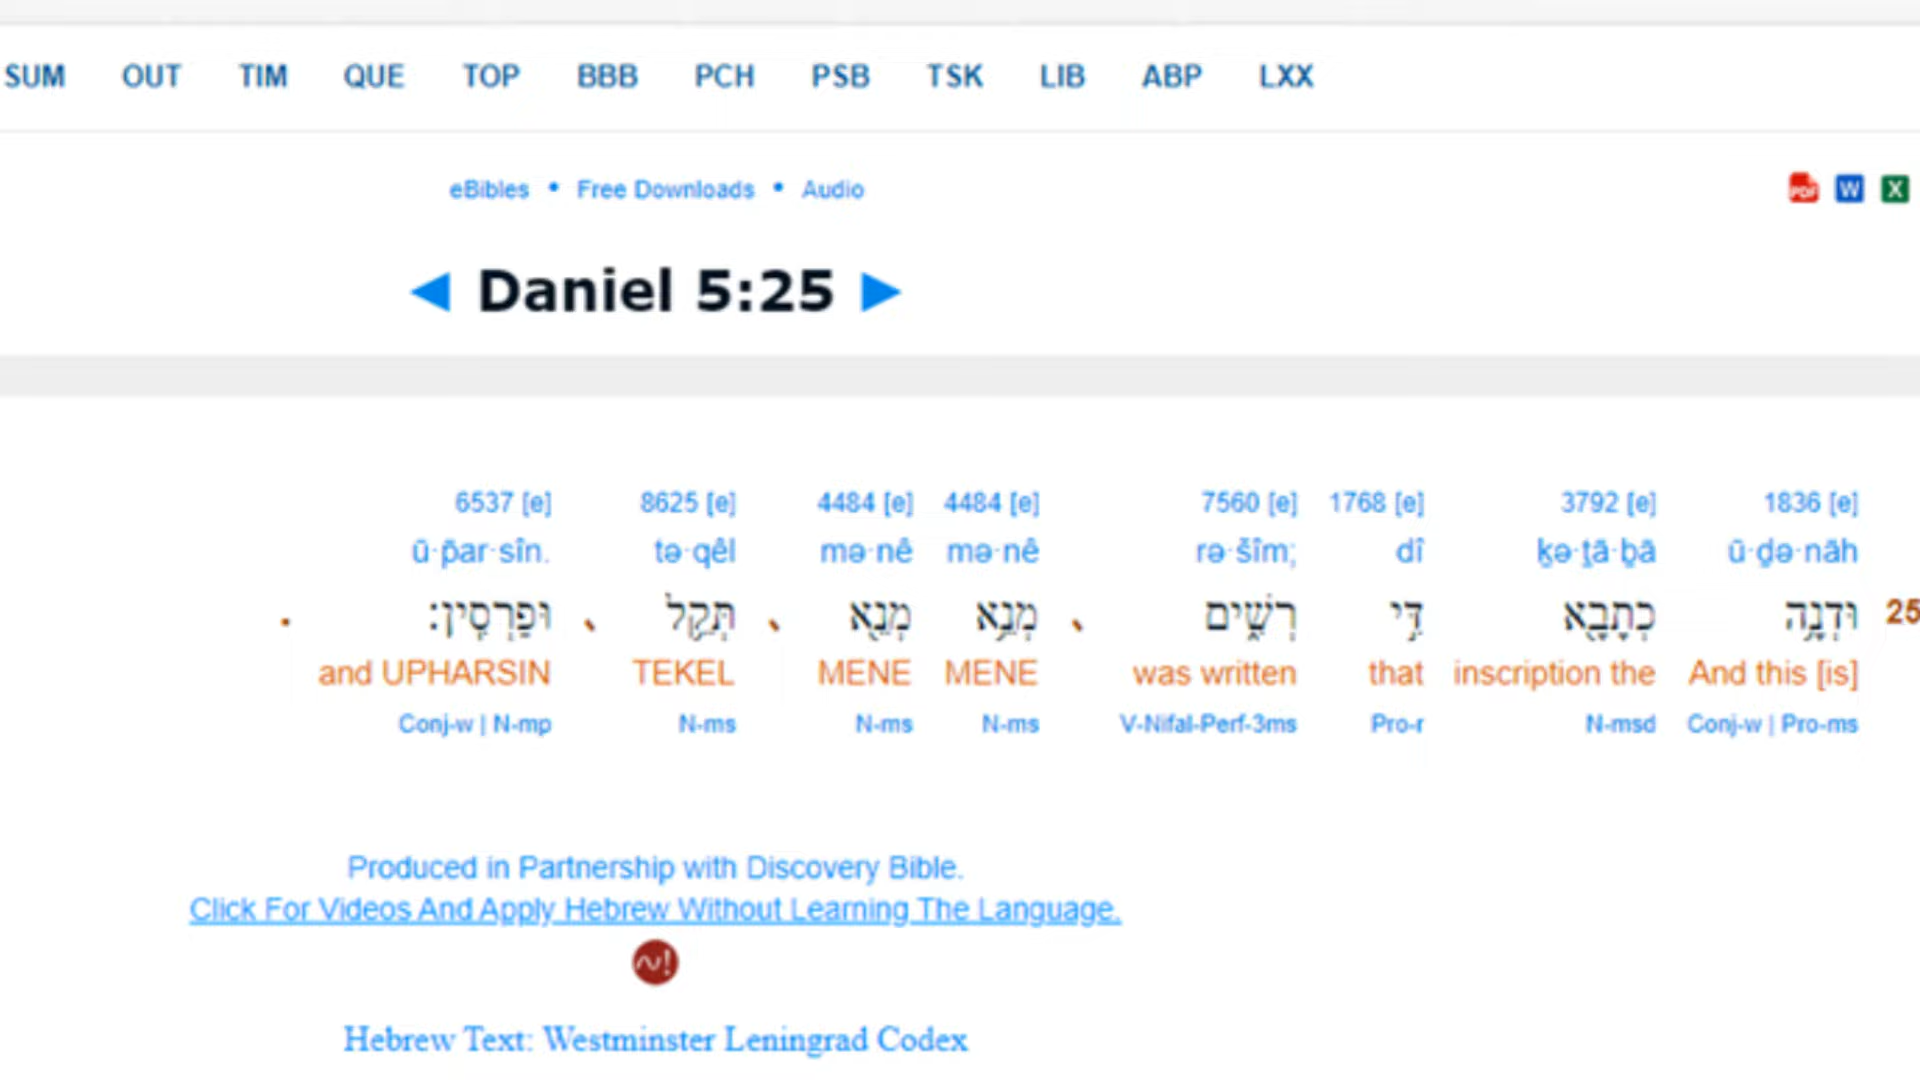 SUM OUT TIM QUE TOP BBB PCH PSB TSK LIB ABP LXX
eBibles • Free Downloads • Audio
PDF W X
◄ Daniel 5:25 ►
6537 [e] 8625 [e] 4484 [e] 4484 [e] 7560 [e] 1768 [e] 3792 [e] 1836 [e]
ū·p̄ar·sîn. tə·qêl mə·nê mə·nê rə·šîm; dî ḵə·ṯā·ḇā ū·ḏə·nāh
25 וּדְנָ֥ה כְתָבָ֖א דִּ֣י רְשִׁ֑ים 、 מְנֵ֥א מְנֵ֖א 、 תְּקֵ֥ל 、 וּפַרְסִֽין׃ .
and UPHARSIN TEKEL MENE MENE was written that inscription the And this [is]
Conj-w | N-mp N-ms N-ms N-ms V-Nifal-Perf-3ms Pro-r N-msd Conj-w | Pro-ms
Produced in Partnership with Discovery Bible.
Click For Videos And Apply Hebrew Without Learning The Language.
Hebrew Text: Westminster Leningrad Codex